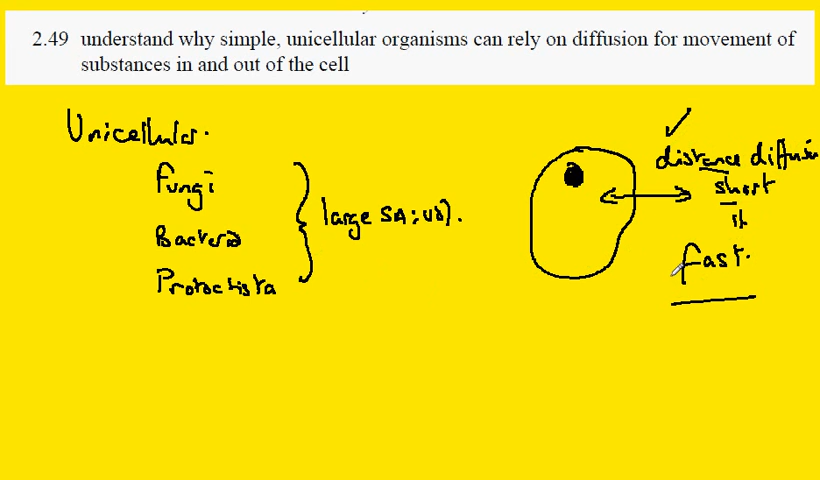 2.49 understand why simple, unicellular organisms can rely on diffusion for movement of
substances in and out of the cell
Unicellular.
Fungi
Bacteria
Protoctista
large SA:Vol.
distance diffusion
short
it
fast.